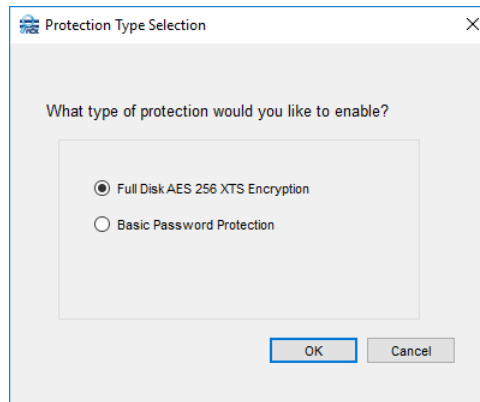 Protection Type Selection
What type of protection would you like to enable?
Full Disk AES 256 XTS Encryption
Basic Password Protection
OK
Cancel